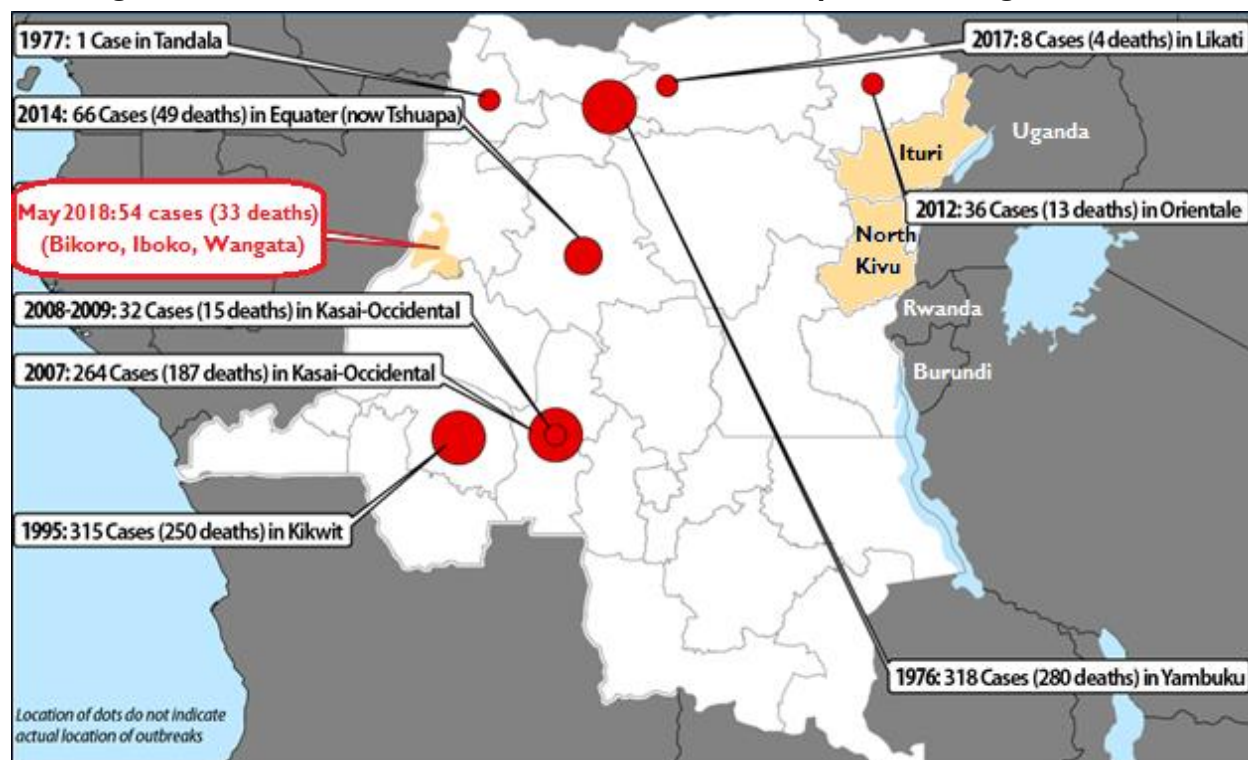 1977: 1 Case in Tandala
2017: 8 Cases (4 deaths) in Likati
2014: 66 Cases (49 deaths) in Equater (now Tshuapa)
Uganda
Ituri
May 2018: 54 cases (33 deaths)
(Bikoro, Iboko, Wangata)
2012: 36 Cases (13 deaths) in Orientale
North
Kivu
2008-2009: 32 Cases (15 deaths) in Kasai-Occidental
Rwanda
2007: 264 Cases (187 deaths) in Kasai-Occidental
Burundi
1995: 315 Cases (250 deaths) in Kikwit
1976: 318 Cases (280 deaths) in Yambuku
Location of dots do not indicate
actual location of outbreaks